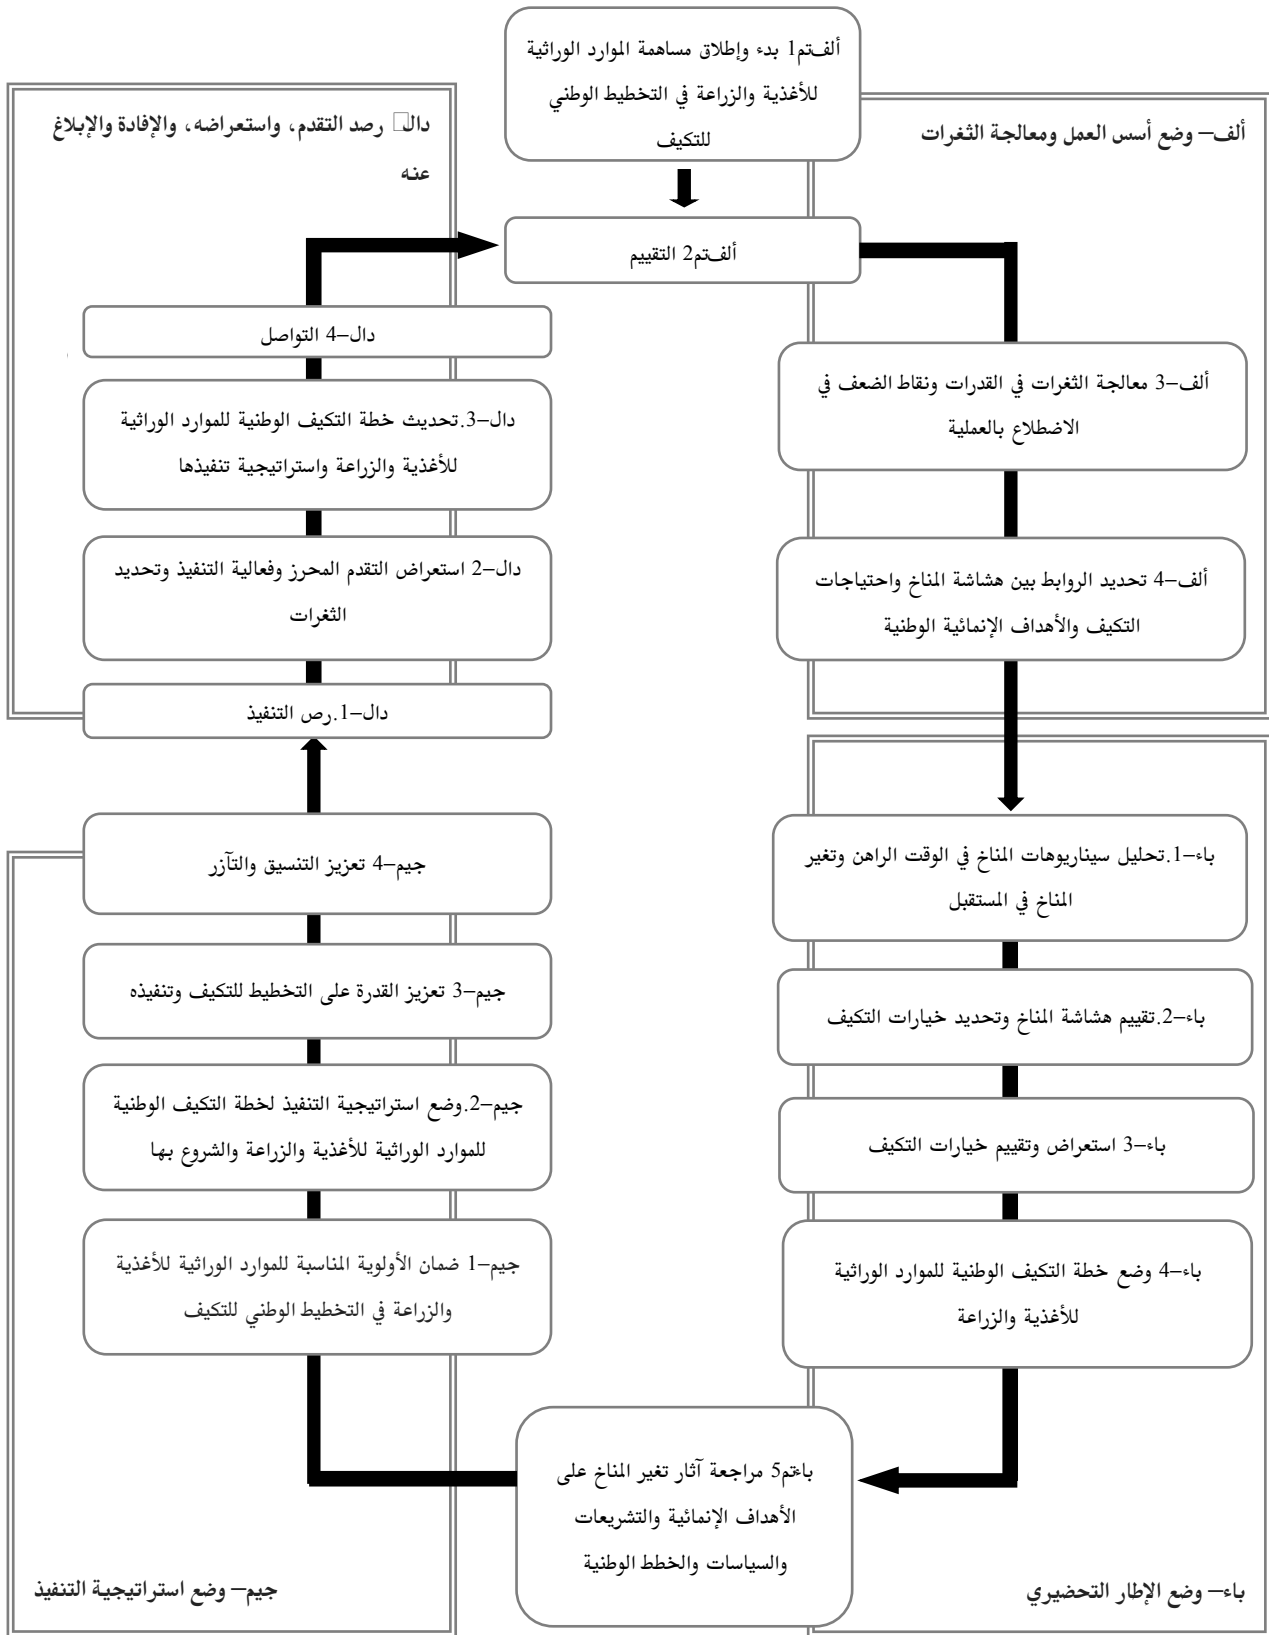 ألفتم1 بدء وإطلاق مساهمة الموارد الوراثية
للأغذية والزراعة في التخطيط الوطني
للتكيف
ألف– وضع أسس العمل ومعالجة الثغرات
ألفتم2 التقييم
ألف–3 معالجة الثغرات في القدرات ونقاط الضعف في
الاضطلاع بالعملية
ألف–4 تحديد الروابط بين هشاشة المناخ واحتياجات
التكيف والأهداف الإنمائية الوطنية
باء–1.تحليل سيناريوهات المناخ في الوقت الراهن وتغير
المناخ في المستقبل
باء–2.تقييم هشاشة المناخ وتحديد خيارات التكيف
باء–3 استعراض وتقييم خيارات التكيف
باء–4 وضع خطة التكيف الوطنية للموارد الوراثية
للأغذية والزراعة
باء– وضع الإطار التحضيري
باءتم5 مراجعة آثار تغير المناخ على
الأهداف الإنمائية والتشريعات
والسياسات والخطط الوطنية
جيم– وضع استراتيجية التنفيذ
جيم–1 ضمان الأولوية المناسبة للموارد الوراثية للأغذية
والزراعة في التخطيط الوطني للتكيف
جيم–2.وضع استراتيجية التنفيذ لخطة التكيف الوطنية
للموارد الوراثية للأغذية والزراعة والشروع بها
جيم–3 تعزيز القدرة على التخطيط للتكيف وتنفيذه
جيم–4 تعزيز التنسيق والتآزر
دال–1.رص التنفيذ
دال–2 استعراض التقدم المحرز وفعالية التنفيذ وتحديد
الثغرات
دال–3.تحديث خطة التكيف الوطنية للموارد الوراثية
للأغذية والزراعة واستراتيجية تنفيذها
دال–4 التواصل
دال□ رصد التقدم، واستعراضه، والإفادة والإبلاغ
عنه